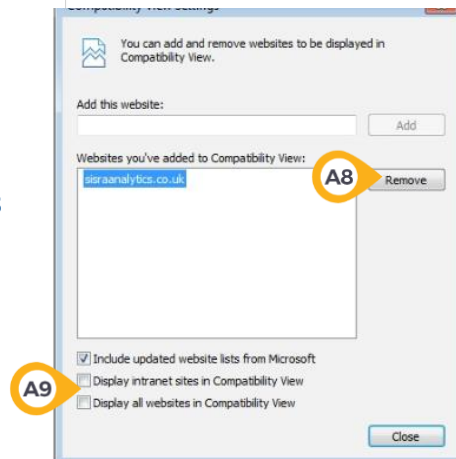 Compatibility View Settings
You can add and remove websites to be displayed in
Compatibility View.
Add this website:
Add
Websites you've added to Compatibility View:
sisraanalytics.co.uk
A8
Remove
Include updated website lists from Microsoft
A9
Display intranet sites in Compatibility View
Display all websites in Compatibility View
Close